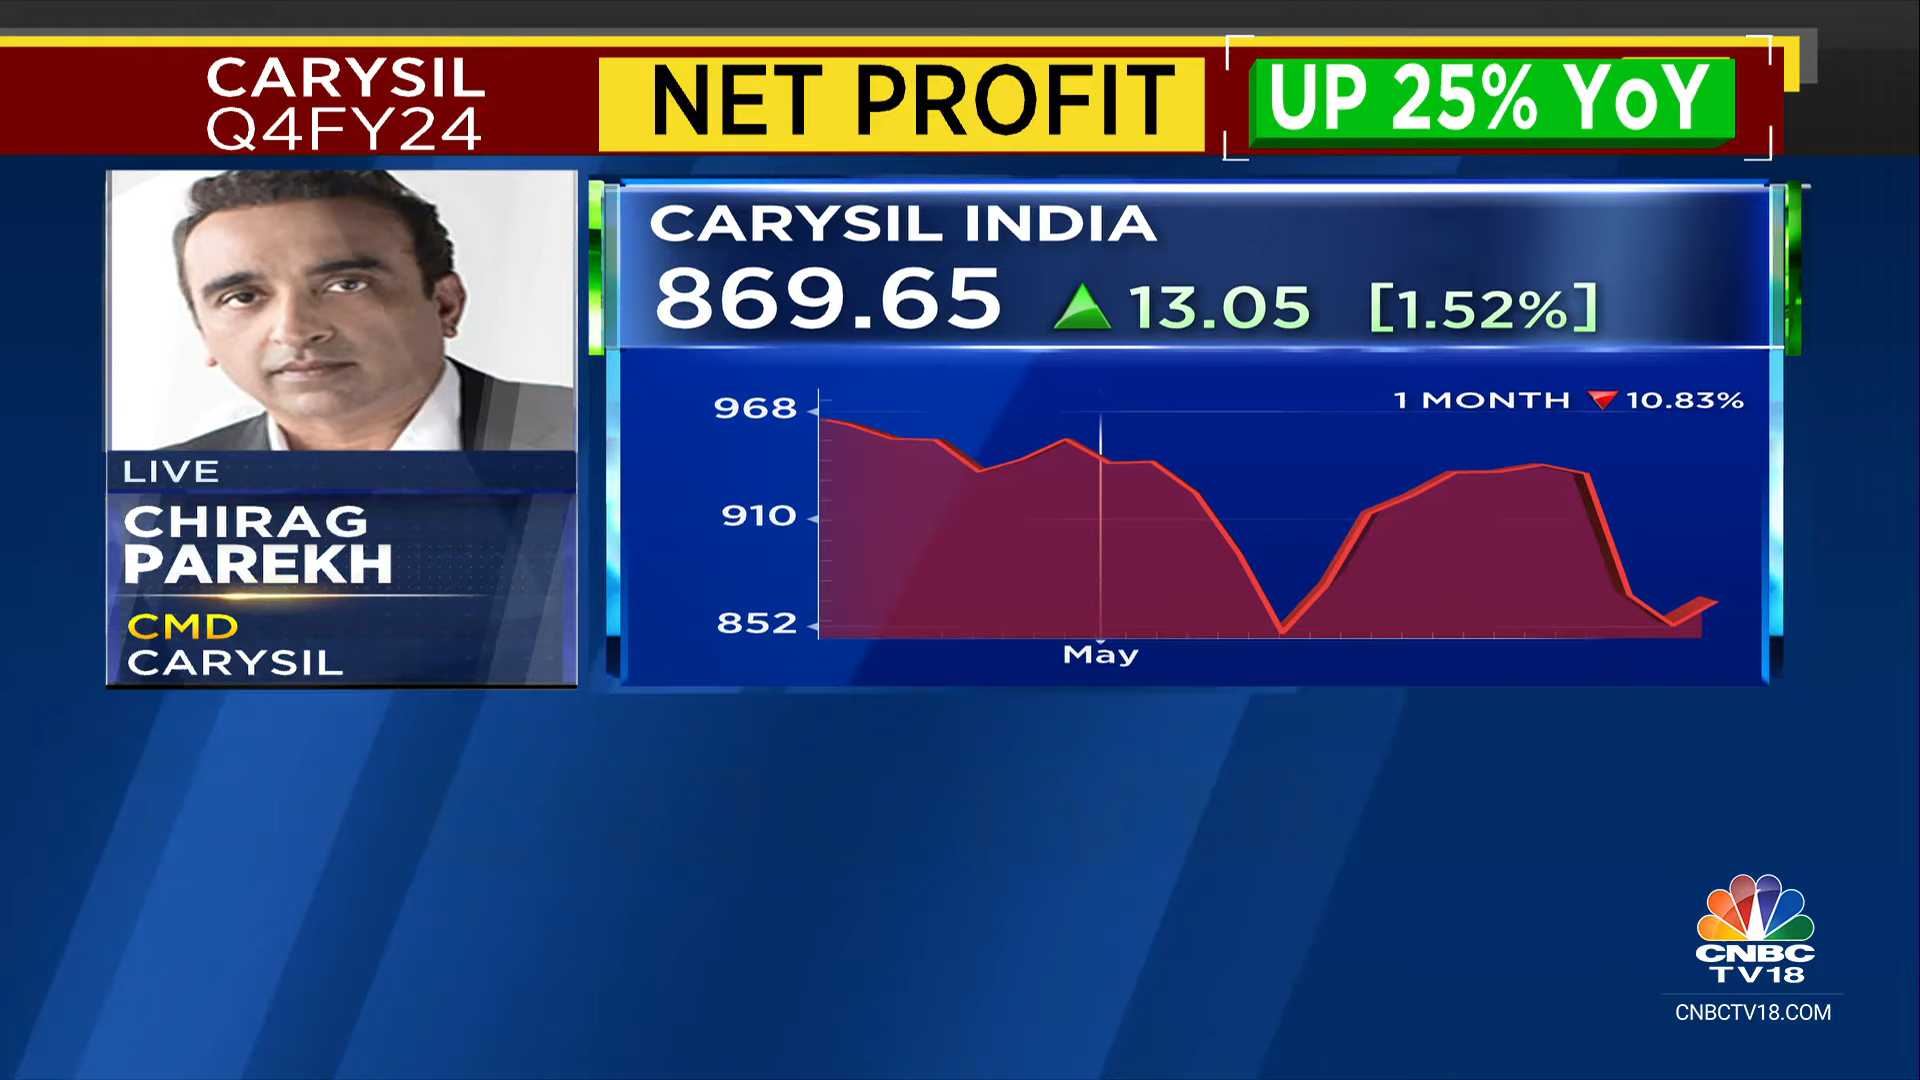 CARYSIL
Q4FY24
NET PROFIT
UP 25% YoY
LIVE
CHIRAG
PAREKH
CMD
CARYSIL
CARYSIL INDIA
869.65 ▲ 13.05 [1.52%]
1 MONTH ▼ 10.83%
968
910
852
May
CNBC
TV18
CNBCTV18.COM